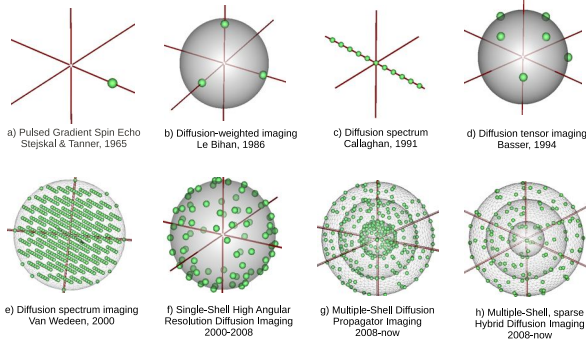 a) Pulsed Gradient Spin Echo
Stejskal & Tanner, 1965
b) Diffusion-weighted imaging
Le Bihan, 1986
c) Diffusion spectrum
Callaghan, 1991
d) Diffusion tensor imaging
Basser, 1994
e) Diffusion spectrum imaging
Van Wedeen, 2000
f) Single-Shell High Angular
Resolution Diffusion Imaging
2000-2008
g) Multiple-Shell Diffusion
Propagator Imaging
2008-now
h) Multiple-Shell, sparse
Hybrid Diffusion Imaging
2008-now